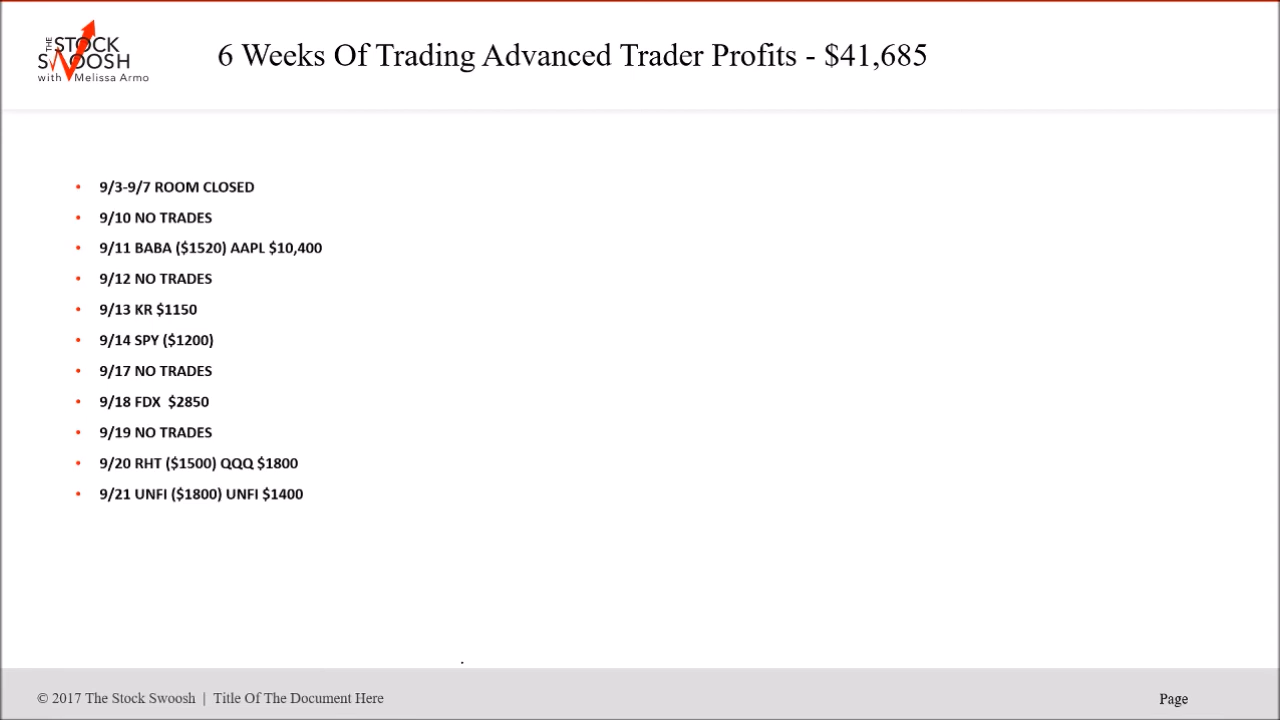 THE STOCK
SWOOSH
with Melissa Armo
6 Weeks Of Trading Advanced Trader Profits - $41,685
• 9/3-9/7 ROOM CLOSED
• 9/10 NO TRADES
• 9/11 BABA ($1520) AAPL $10,400
• 9/12 NO TRADES
• 9/13 KR $1150
• 9/14 SPY ($1200)
• 9/17 NO TRADES
• 9/18 FDX  $2850
• 9/19 NO TRADES
• 9/20 RHT ($1500) QQQ $1800
• 9/21 UNFI ($1800) UNFI $1400
.
© 2017 The Stock Swoosh | Title Of The Document Here
Page